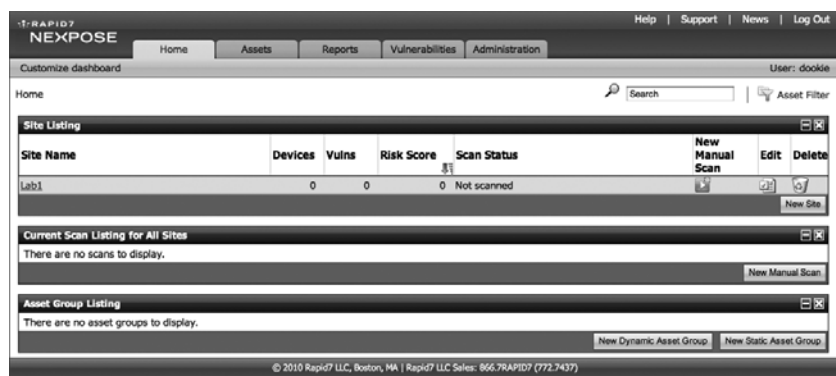 RAPID7
NEXPOSE
Help | Support | News | Log Out
Home Assets Reports Vulnerabilities Administration
Customize dashboard User: dookie
Home Search Asset Filter
Site Listing
Site Name Devices Vulns Risk Score Scan Status New Manual Scan Edit Delete
Lab1 0 0 0 Not scanned
New Site
Current Scan Listing for All Sites
There are no scans to display.
New Manual Scan
Asset Group Listing
There are no asset groups to display.
New Dynamic Asset Group New Static Asset Group
© 2010 Rapid7 LLC, Boston, MA | Rapid7 LLC Sales: 866.7RAPID7 (772.7437)